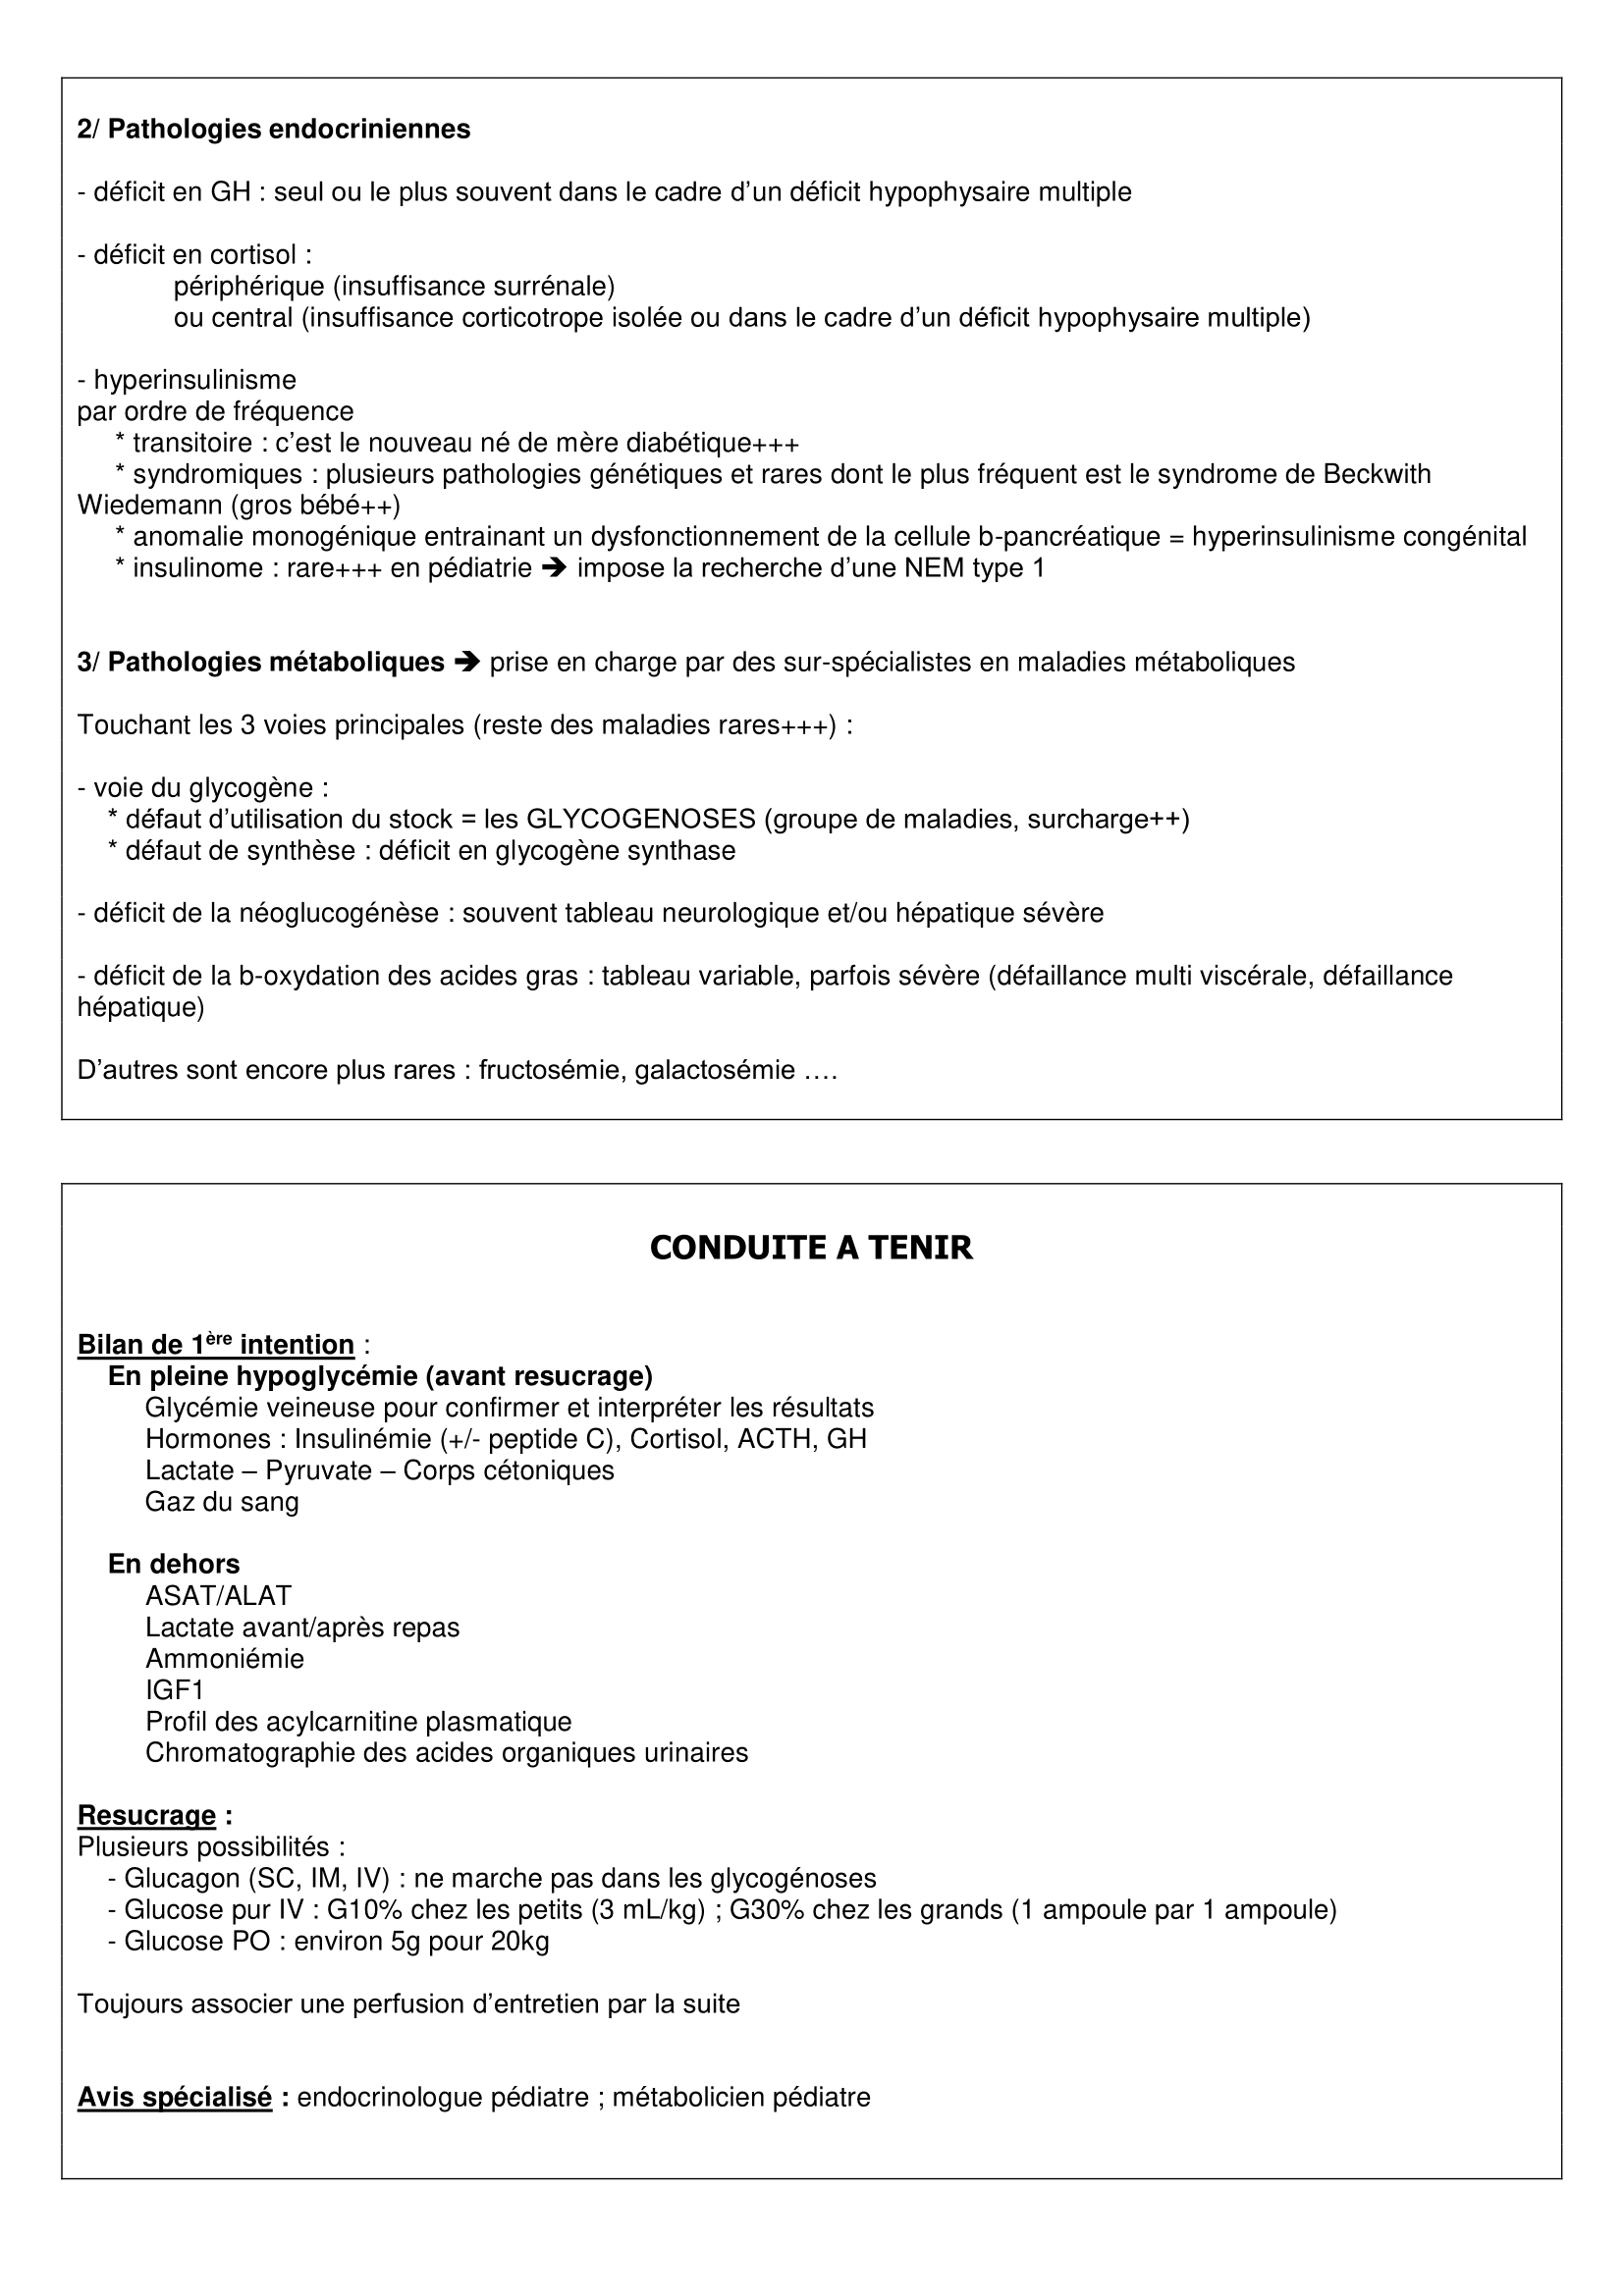 2/ Pathologies endocriniennes
- déficit en GH : seul ou le plus souvent dans le cadre d’un déficit hypophysaire multiple
- déficit en cortisol :
périphérique (insuffisance surrénale)
ou central (insuffisance corticotrope isolée ou dans le cadre d’un déficit hypophysaire multiple)
- hyperinsulinisme
par ordre de fréquence
* transitoire : c’est le nouveau né de mère diabétique+++
* syndromiques : plusieurs pathologies génétiques et rares dont le plus fréquent est le syndrome de Beckwith
Wiedemann (gros bébé++)
* anomalie monogénique entrainant un dysfonctionnement de la cellule b-pancréatique = hyperinsulinisme congénital
* insulinome : rare+++ en pédiatrie ➔ impose la recherche d’une NEM type 1
3/ Pathologies métaboliques ➔ prise en charge par des sur-spécialistes en maladies métaboliques
Touchant les 3 voies principales (reste des maladies rares+++) :
- voie du glycogène :
* défaut d’utilisation du stock = les GLYCOGENOSES (groupe de maladies, surcharge++)
* défaut de synthèse : déficit en glycogène synthase
- déficit de la néoglucogénèse : souvent tableau neurologique et/ou hépatique sévère
- déficit de la b-oxydation des acides gras : tableau variable, parfois sévère (défaillance multi viscérale, défaillance
hépatique)
D’autres sont encore plus rares : fructosémie, galactosémie ….
CONDUITE A TENIR
Bilan de 1ère intention :
En pleine hypoglycémie (avant resucrage)
Glycémie veineuse pour confirmer et interpréter les résultats
Hormones : Insulinémie (+/- peptide C), Cortisol, ACTH, GH
Lactate – Pyruvate – Corps cétoniques
Gaz du sang
En dehors
ASAT/ALAT
Lactate avant/après repas
Ammoniémie
IGF1
Profil des acylcarnitine plasmatique
Chromatographie des acides organiques urinaires
Resucrage :
Plusieurs possibilités :
- Glucagon (SC, IM, IV) : ne marche pas dans les glycogénoses
- Glucose pur IV : G10% chez les petits (3 mL/kg) ; G30% chez les grands (1 ampoule par 1 ampoule)
- Glucose PO : environ 5g pour 20kg
Toujours associer une perfusion d’entretien par la suite
Avis spécialisé : endocrinologue pédiatre ; métabolicien pédiatre